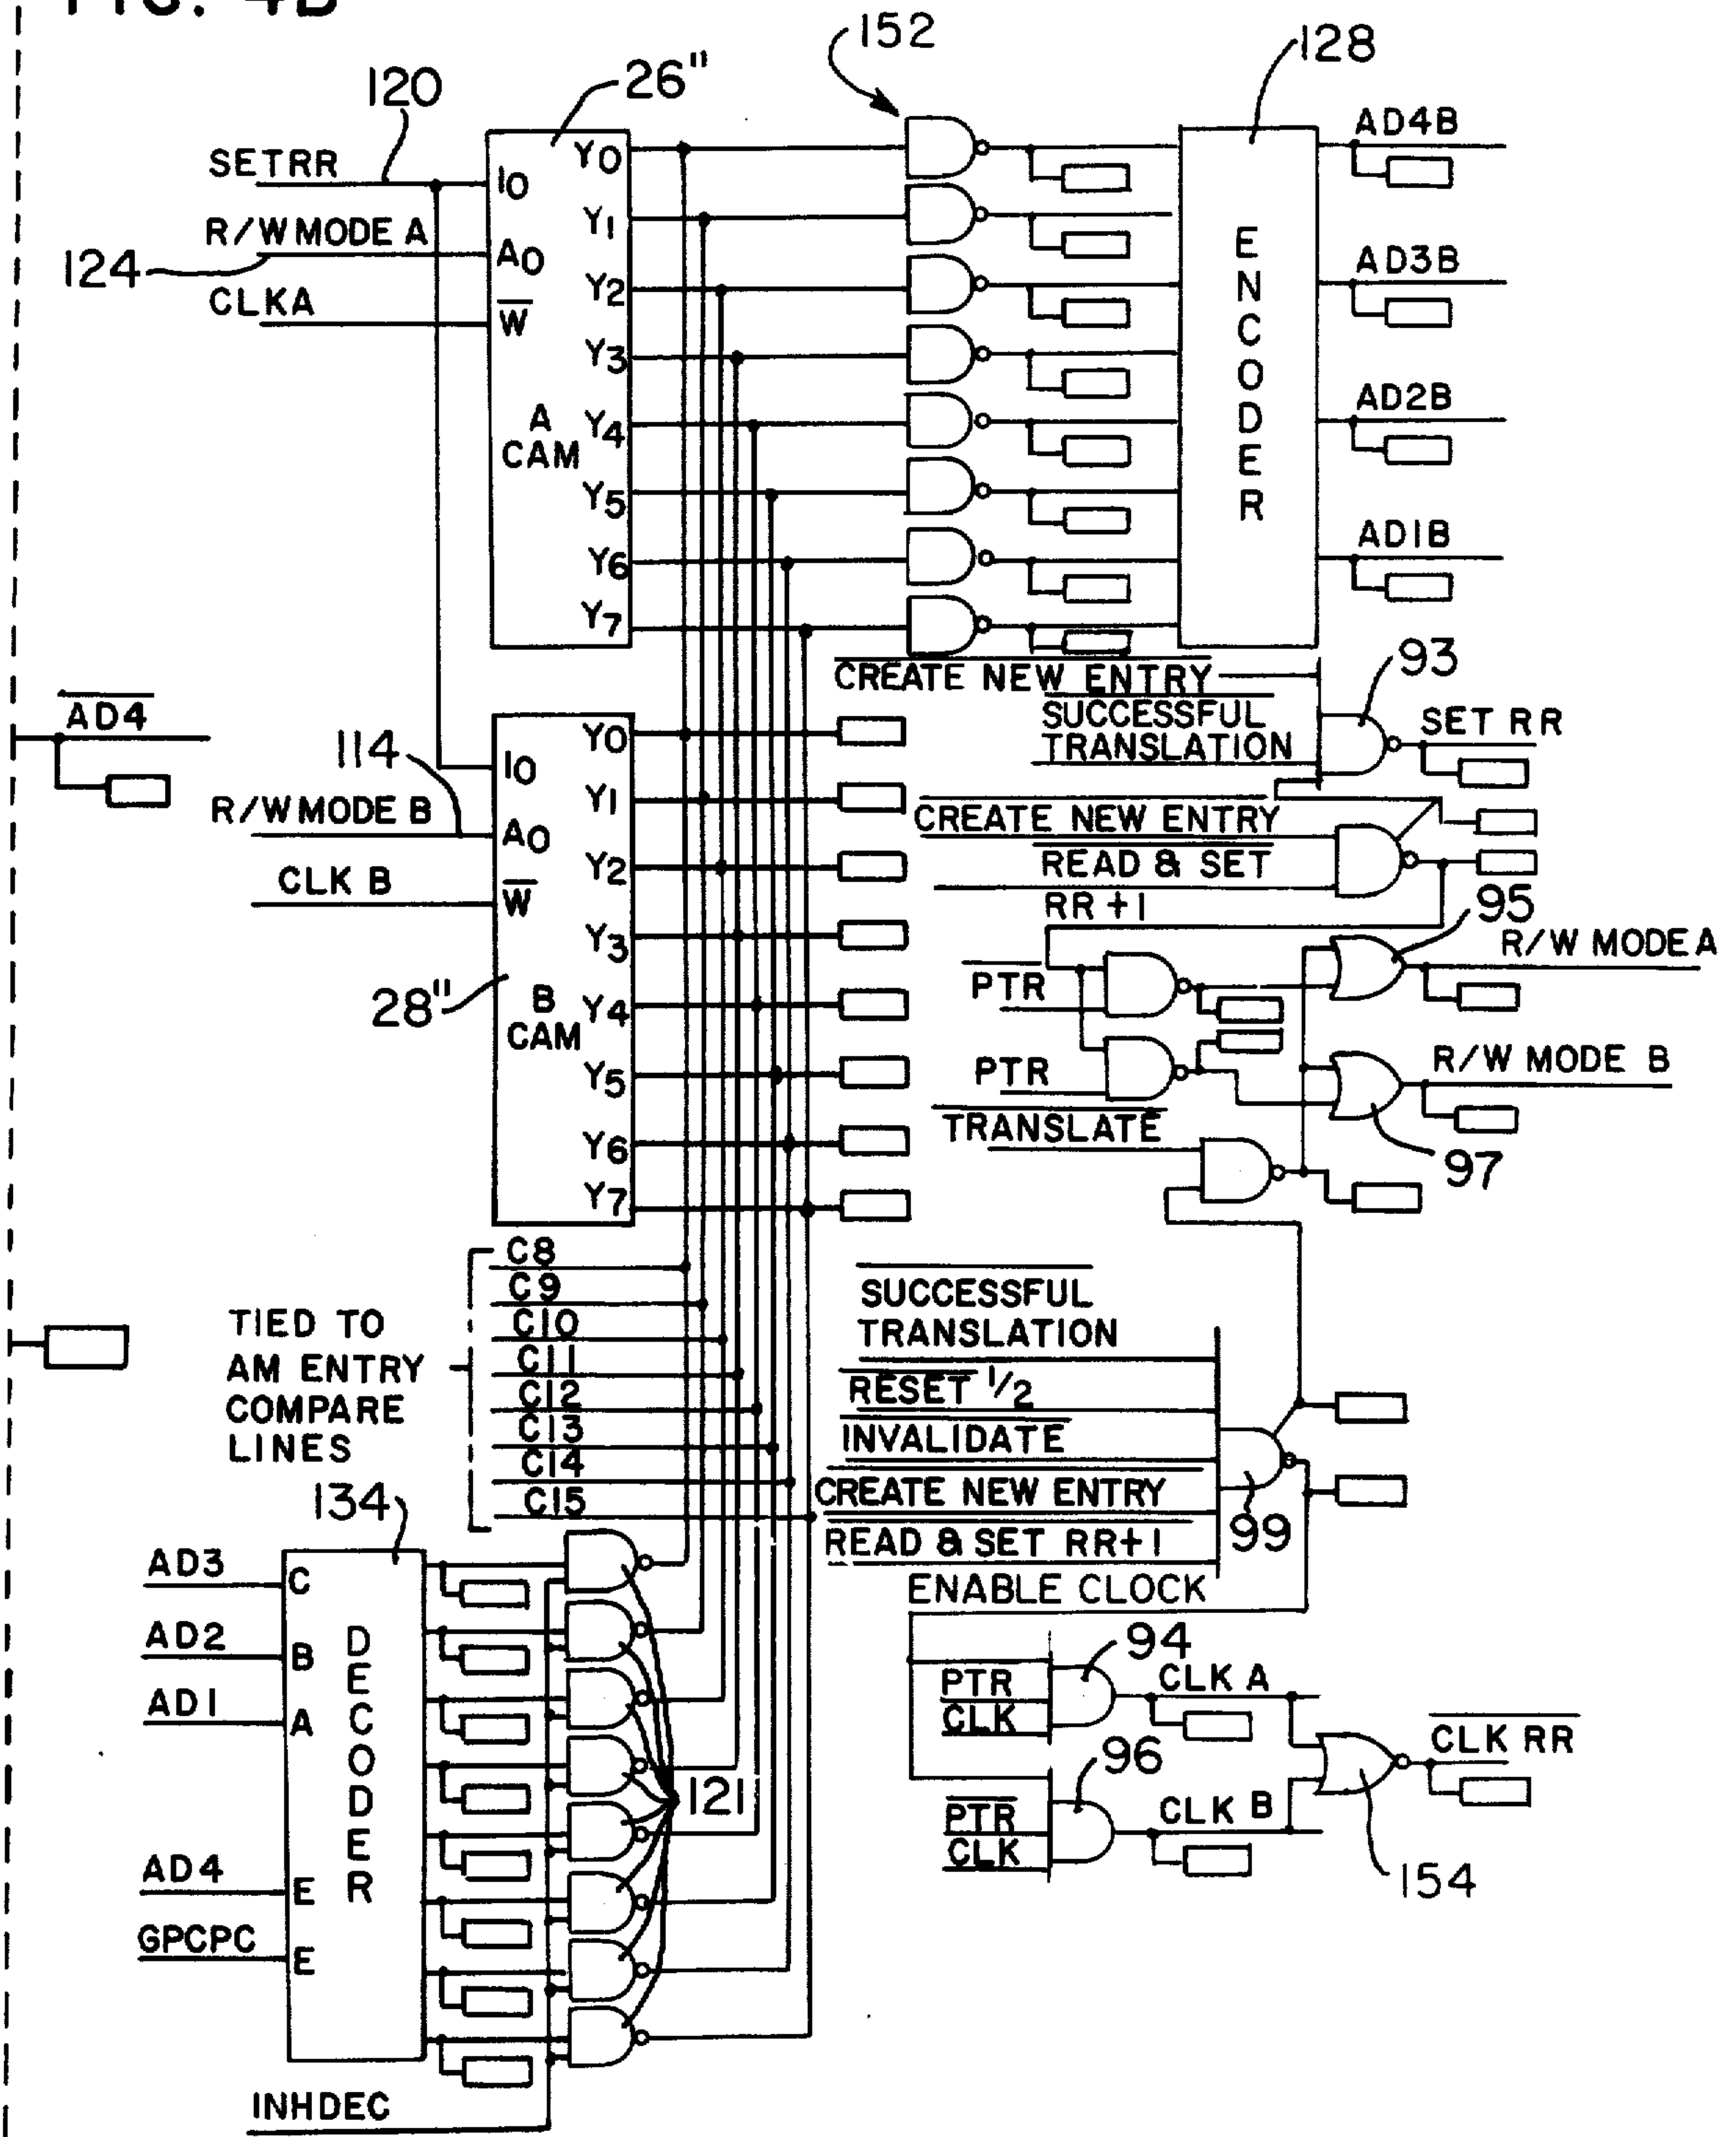 FIG. 4B
152
128
120
26"
SETRR
R/W MODE A
124
CLKA
I0
A0
W
A
CAM
Y0
Y1
Y2
Y3
Y4
Y5
Y6
Y7
ENCODER
AD4B
AD3B
AD2B
AD1B
AD4
114
R/W MODE B
CLK B
28"
I0
A0
W
B
CAM
Y0
Y1
Y2
Y3
Y4
Y5
Y6
Y7
CREATE NEW ENTRY
SUCCESSFUL
TRANSLATION
93
SET RR
CREATE NEW ENTRY
READ & SET
RR+1
95
R/W MODE A
PTR
PTR
R/W MODE B
97
TRANSLATE
TIED TO
AM ENTRY
COMPARE
LINES
C8
C9
C10
C11
C12
C13
C14
C15
SUCCESSFUL
TRANSLATION
RESET 1/2
INVALIDATE
CREATE NEW ENTRY
READ & SET RR+1
99
ENABLE CLOCK
134
AD3
AD2
AD1
AD4
GPCPC
C
B
A
E
E
DECODER
121
INHDEC
PTR
CLK
94
CLK A
PTR
CLK
96
CLK B
CLK RR
154